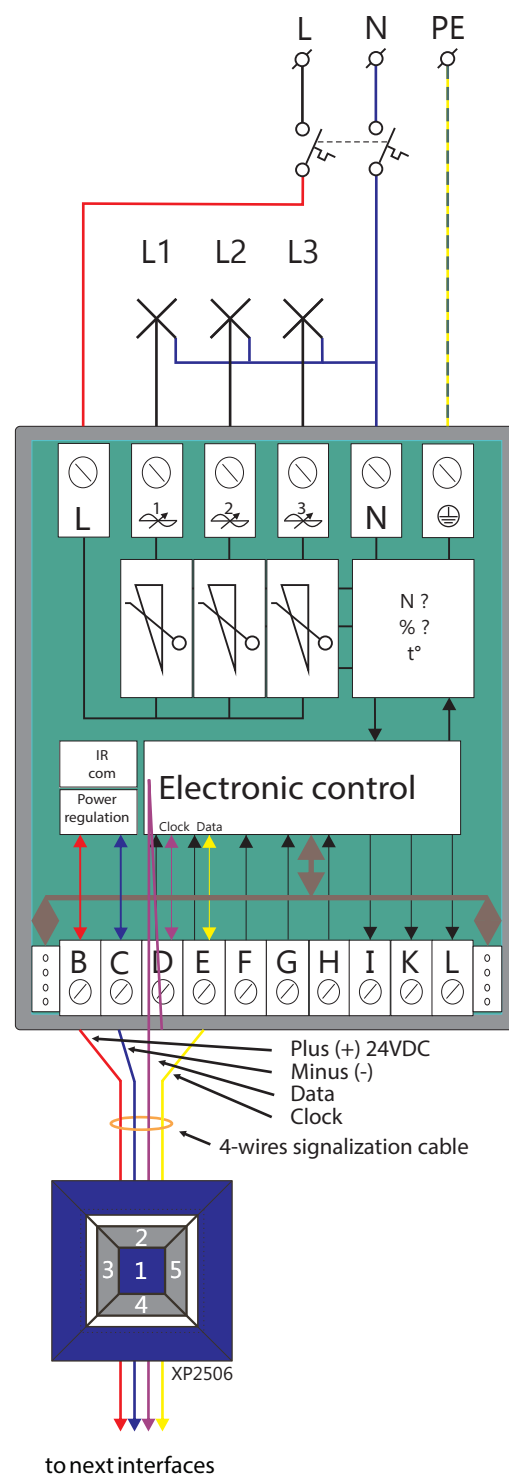 L N PE
L1 L2 L3
L 1 2 3 N
N ?
% ?
t°
IR
com
Power
regulation
Electronic control
Clock Data
B C D E F G H I K L
Plus (+) 24VDC
Minus (-)
Data
Clock
4-wires signalization cable
2
3 1 5
4
XP2506
to next interfaces